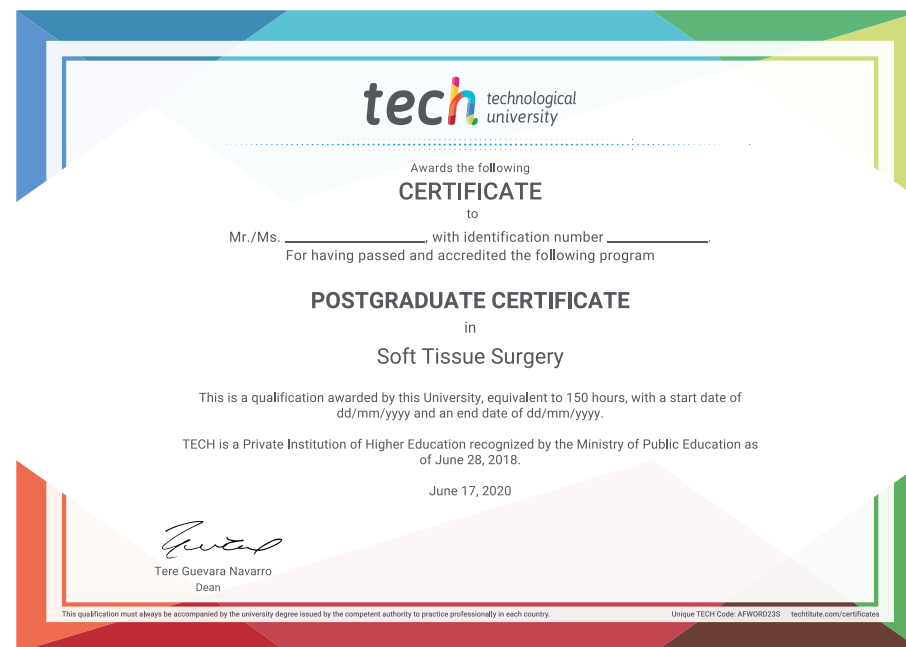 tech technological
university
Awards the following
CERTIFICATE
to
Mr./Ms. ____________________, with identification number ______________.
For having passed and accredited the following program
POSTGRADUATE CERTIFICATE
in
Soft Tissue Surgery
This is a qualification awarded by this University, equivalent to 150 hours, with a start date of
dd/mm/yyyy and an end date of dd/mm/yyyy.
TECH is a Private Institution of Higher Education recognized by the Ministry of Public Education as
of June 28, 2018.
June 17, 2020
Tere Guevara Navarro
Dean
This qualification must always be accompanied by the university degree issued by the competent authority to practice professionally in each country. Unique TECH Code: AFWORD23S techtitute.com/certificates